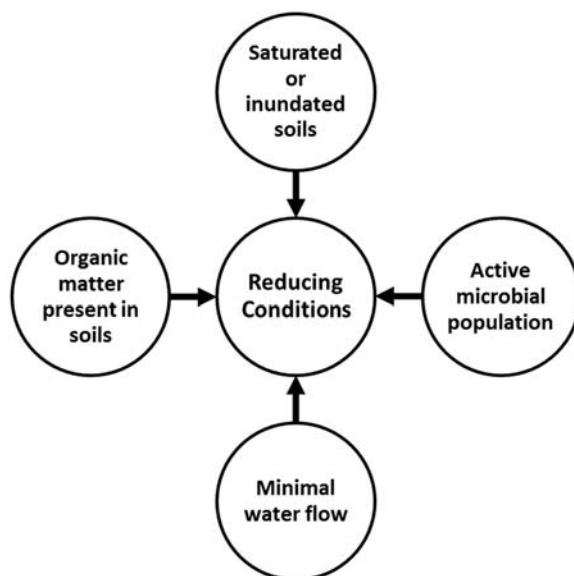 Saturated
or
inundated
soils
Organic
matter
present in
soils
Reducing
Conditions
Active
microbial
population
Minimal
water flow